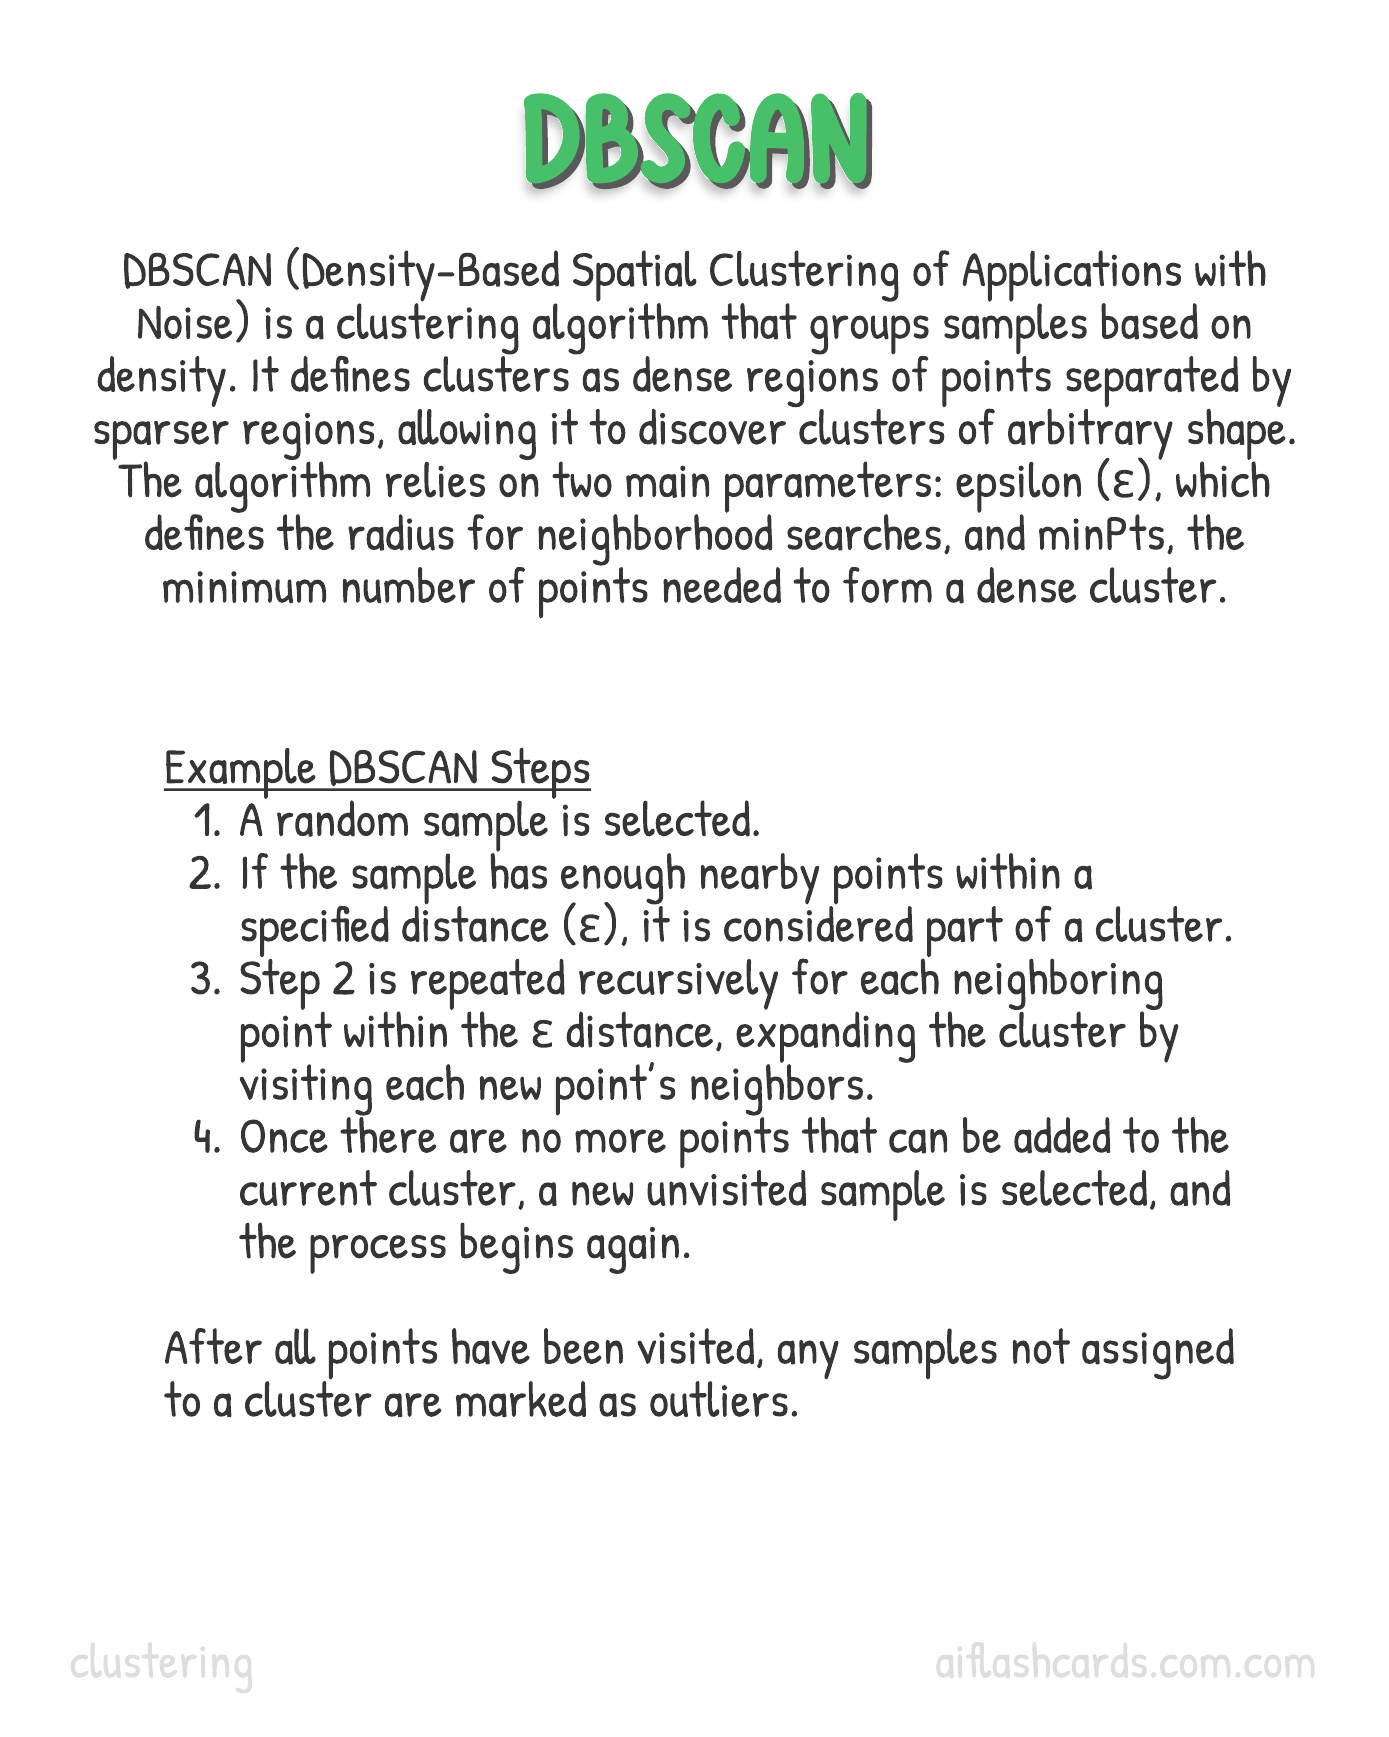 DBSCAN
DBSCAN (Density-Based Spatial Clustering of Applications with
Noise) is a clustering algorithm that groups samples based on
density. It defines clusters as dense regions of points separated by
sparser regions, allowing it to discover clusters of arbitrary shape.
The algorithm relies on two main parameters: epsilon (ε), which
defines the radius for neighborhood searches, and minPts, the
minimum number of points needed to form a dense cluster.
Example DBSCAN Steps
1. A random sample is selected.
2. If the sample has enough nearby points within a
specified distance (ε), it is considered part of a cluster.
3. Step 2 is repeated recursively for each neighboring
point within the ε distance, expanding the cluster by
visiting each new point's neighbors.
4. Once there are no more points that can be added to the
current cluster, a new unvisited sample is selected, and
the process begins again.
After all points have been visited, any samples not assigned
to a cluster are marked as outliers.
clustering
aiflashcards.com.com